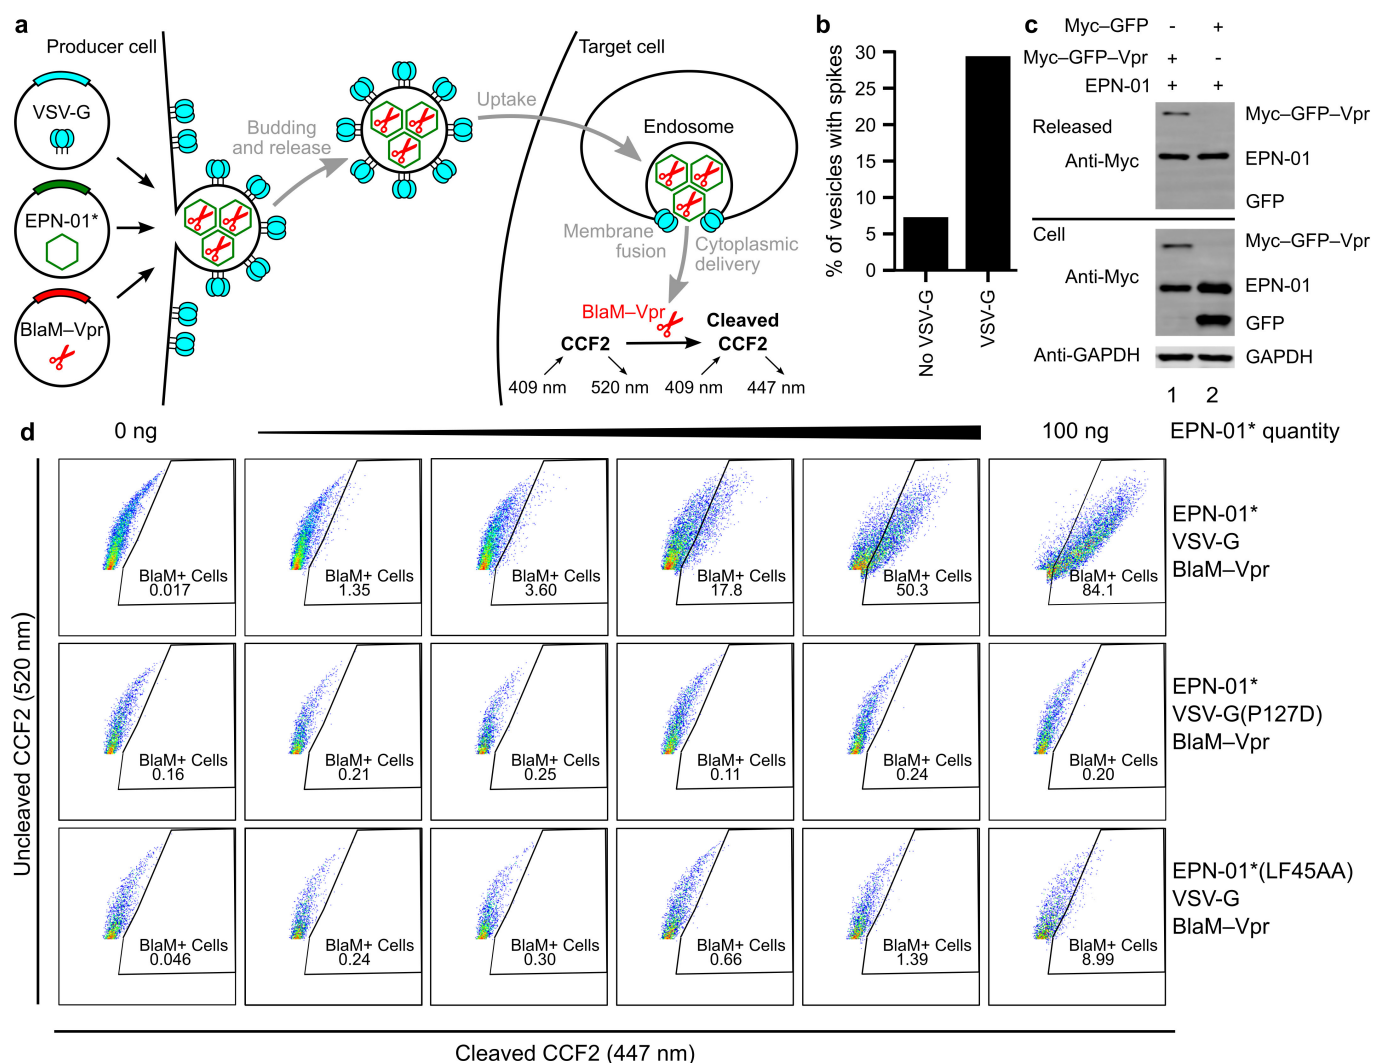 a
Producer cell
VSV-G
EPN-01*
BlaM–Vpr
Budding
and release
Uptake
Target cell
Endosome
Membrane
fusion
Cytoplasmic
delivery
BlaM–Vpr
CCF2
Cleaved
CCF2
409 nm
520 nm
409 nm
447 nm
b
% of vesicles with spikes
30
25
20
15
10
5
0
No VSV-G
VSV-G
c
Myc–GFP - +
Myc–GFP–Vpr + -
EPN-01 + +
Released
Anti-Myc
Myc–GFP–Vpr
EPN-01
GFP
Cell
Anti-Myc
Myc–GFP–Vpr
EPN-01
GFP
Anti-GAPDH
GAPDH
1 2
d
0 ng
100 ng
EPN-01* quantity
Uncleaved CCF2 (520 nm)
BlaM+ Cells
0.017
BlaM+ Cells
1.35
BlaM+ Cells
3.60
BlaM+ Cells
17.8
BlaM+ Cells
50.3
BlaM+ Cells
84.1
EPN-01*
VSV-G
BlaM–Vpr
BlaM+ Cells
0.16
BlaM+ Cells
0.21
BlaM+ Cells
0.25
BlaM+ Cells
0.11
BlaM+ Cells
0.24
BlaM+ Cells
0.20
EPN-01*
VSV-G(P127D)
BlaM–Vpr
BlaM+ Cells
0.046
BlaM+ Cells
0.24
BlaM+ Cells
0.30
BlaM+ Cells
0.66
BlaM+ Cells
1.39
BlaM+ Cells
8.99
EPN-01*(LF45AA)
VSV-G
BlaM–Vpr
Cleaved CCF2 (447 nm)